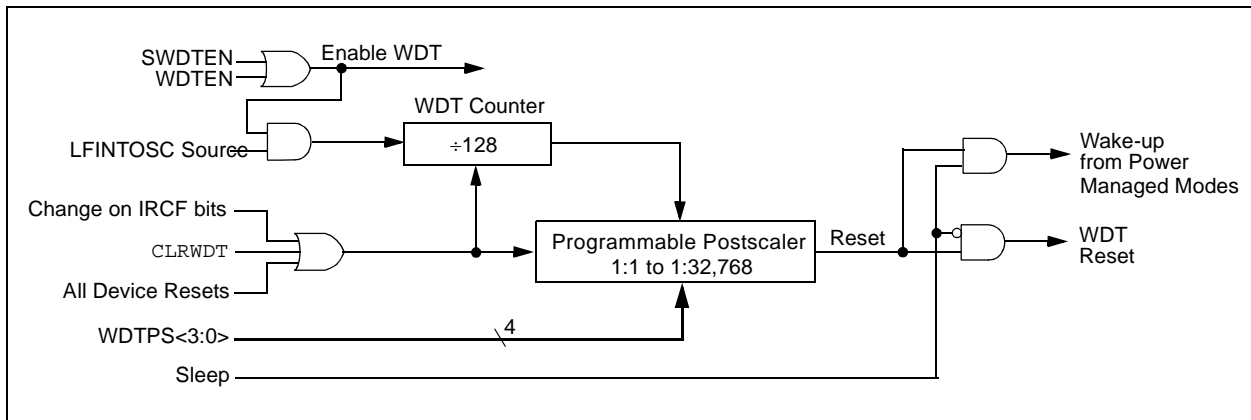 SWDTEN
WDTEN
Enable WDT
WDT Counter
÷128
LFINTOSC Source
Wake-up
from Power
Managed Modes
Change on IRCF bits
CLRWDT
All Device Resets
Programmable Postscaler
1:1 to 1:32,768
Reset
WDT
Reset
WDTPS<3:0>
4
Sleep